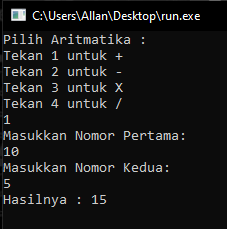 C:\Users\Allan\Desktop\run.exe
Pilih Aritmatika :
Tekan 1 untuk +
Tekan 2 untuk -
Tekan 3 untuk X
Tekan 4 untuk /
1
Masukkan Nomor Pertama:
10
Masukkan Nomor Kedua:
5
Hasilnya : 15